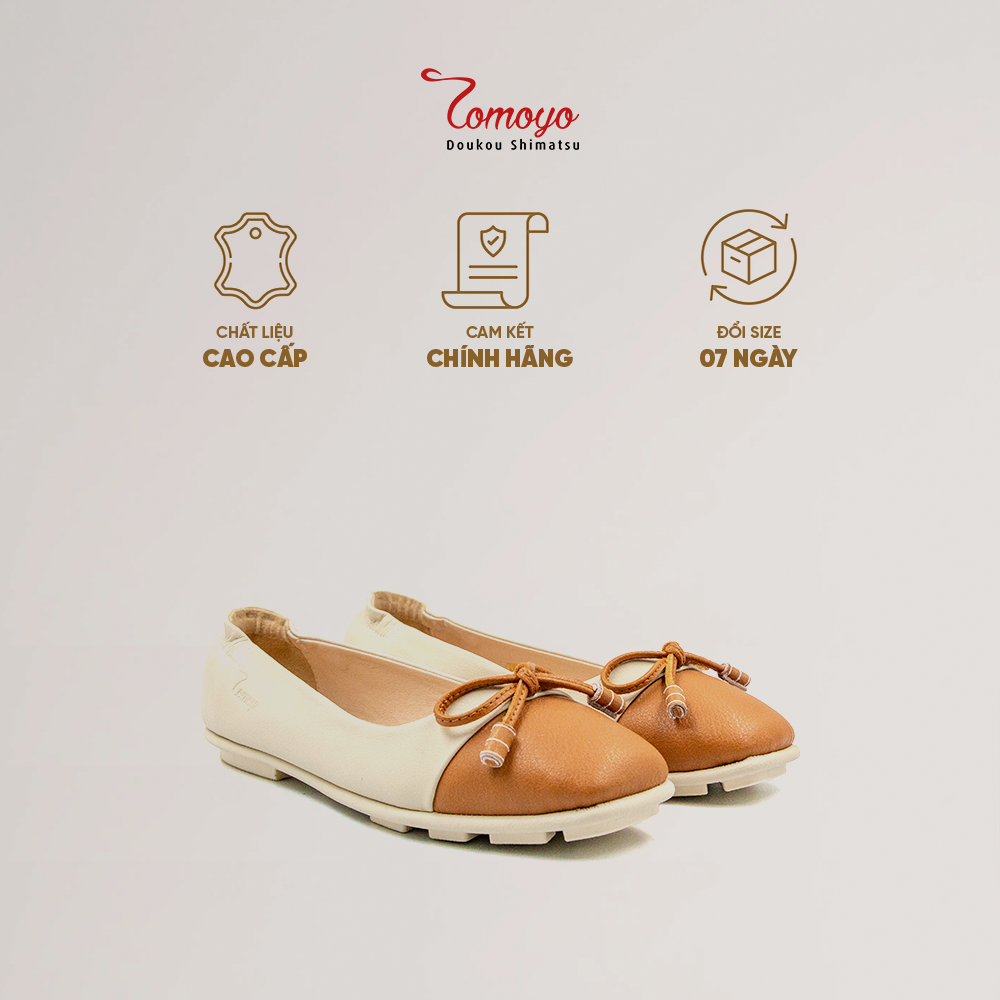 Tomoyo
Doukou Shimatsu
CHẤT LIỆU
CAO CẤP
CAM KẾT
CHÍNH HÃNG
ĐỔI SIZE
07 NGÀY